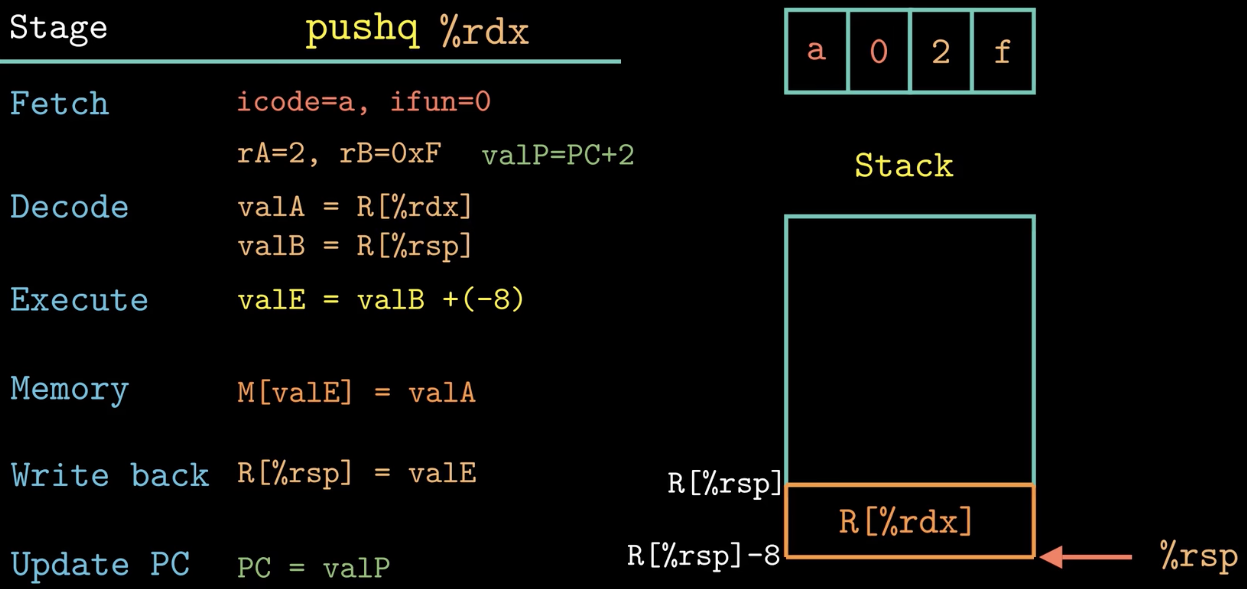 Stage pushq %rdx
Fetch icode=a, ifun=0
rA=2, rB=0xF valP=PC+2
Decode valA = R[%rdx]
valB = R[%rsp]
Execute valE = valB +(-8)
Memory M[valE] = valA
Write back R[%rsp] = valE
Update PC PC = valP
a 0 2 f
Stack
R[%rsp]
R[%rdx]
R[%rsp]-8
%rsp